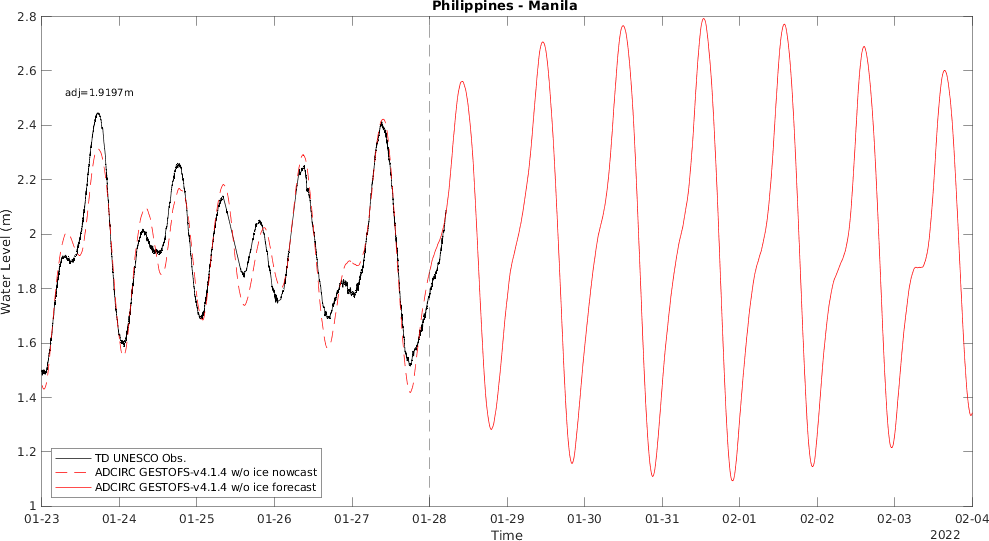 Philippines - Manila
2.8
2.6
adj=1.9197m
2.4
2.2
2
1.8
1.6
1.4
1.2
1
Water Level (m)
TD UNESCO Obs.
ADCIRC GESTOFS-v4.1.4 w/o ice nowcast
ADCIRC GESTOFS-v4.1.4 w/o ice forecast
01-23 01-24 01-25 01-26 01-27 01-28 01-29 01-30 01-31 02-01 02-02 02-03 02-04
Time
2022